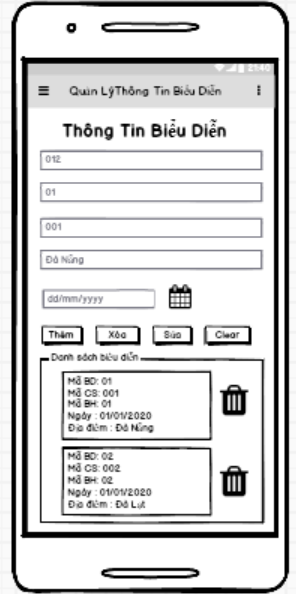 21:40
Quản LýThông Tin Biểu Diễn
Thông Tin Biểu Diễn
012
01
001
Đà Nẵng
dd/mm/yyyy
Thêm Xóa Sửa Clear
Danh sách biểu diễn
Mã BD: 01
Mã CS: 001
Mã BH: 01
Ngày : 01/01/2020
Địa điểm : Đà Nẵng
Mã BD: 02
Mã CS: 002
Mã BH: 02
Ngày : 01/01/2020
Địa điểm : Đà Lạt